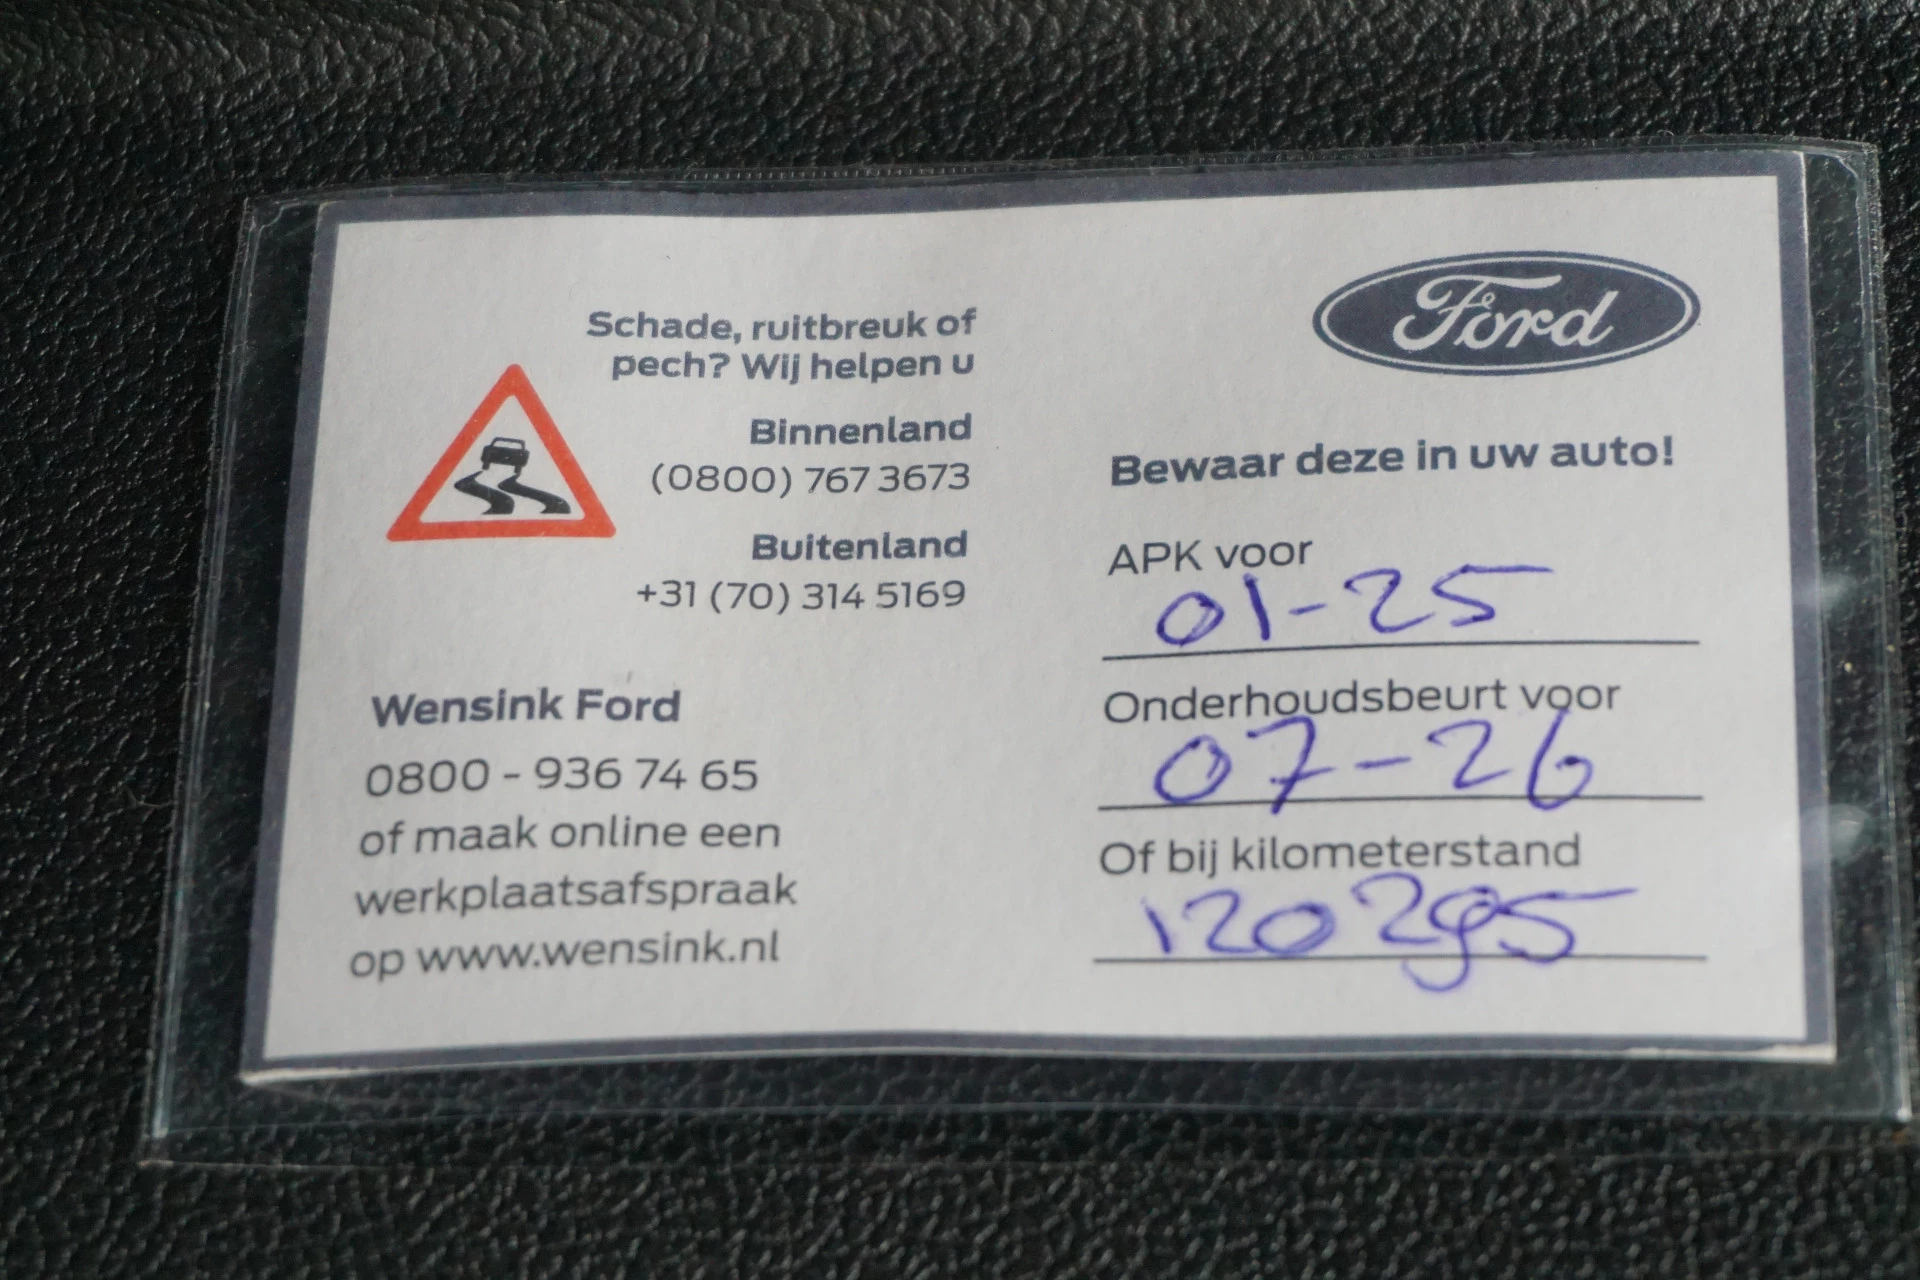 Schade, ruitbreuk of
pech? Wij helpen u
Binnenland
(0800) 767 3673
Buitenland
+31 (70) 314 5169
Wensink Ford
0800 - 936 74 65
of maak online een
werkplaatsafspraak
op www.wensink.nl
Ford
Bewaar deze in uw auto!
APK voor
01-25
Onderhoudsbeurt voor
07-26
Of bij kilometerstand
120295